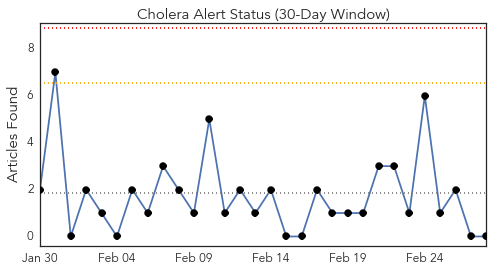 Cholera Alert Status (30-Day Window)
Articles Found
8
6
4
2
0
Jan 30 Feb 04 Feb 09 Feb 14 Feb 19 Feb 24